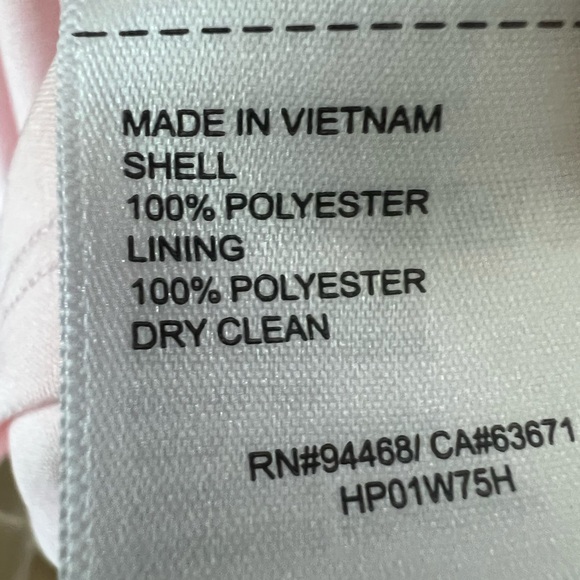 MADE IN VIETNAM
SHELL
100% POLYESTER
LINING
100% POLYESTER
DRY CLEAN
RN#94468/ CA#63671
HP01W75H